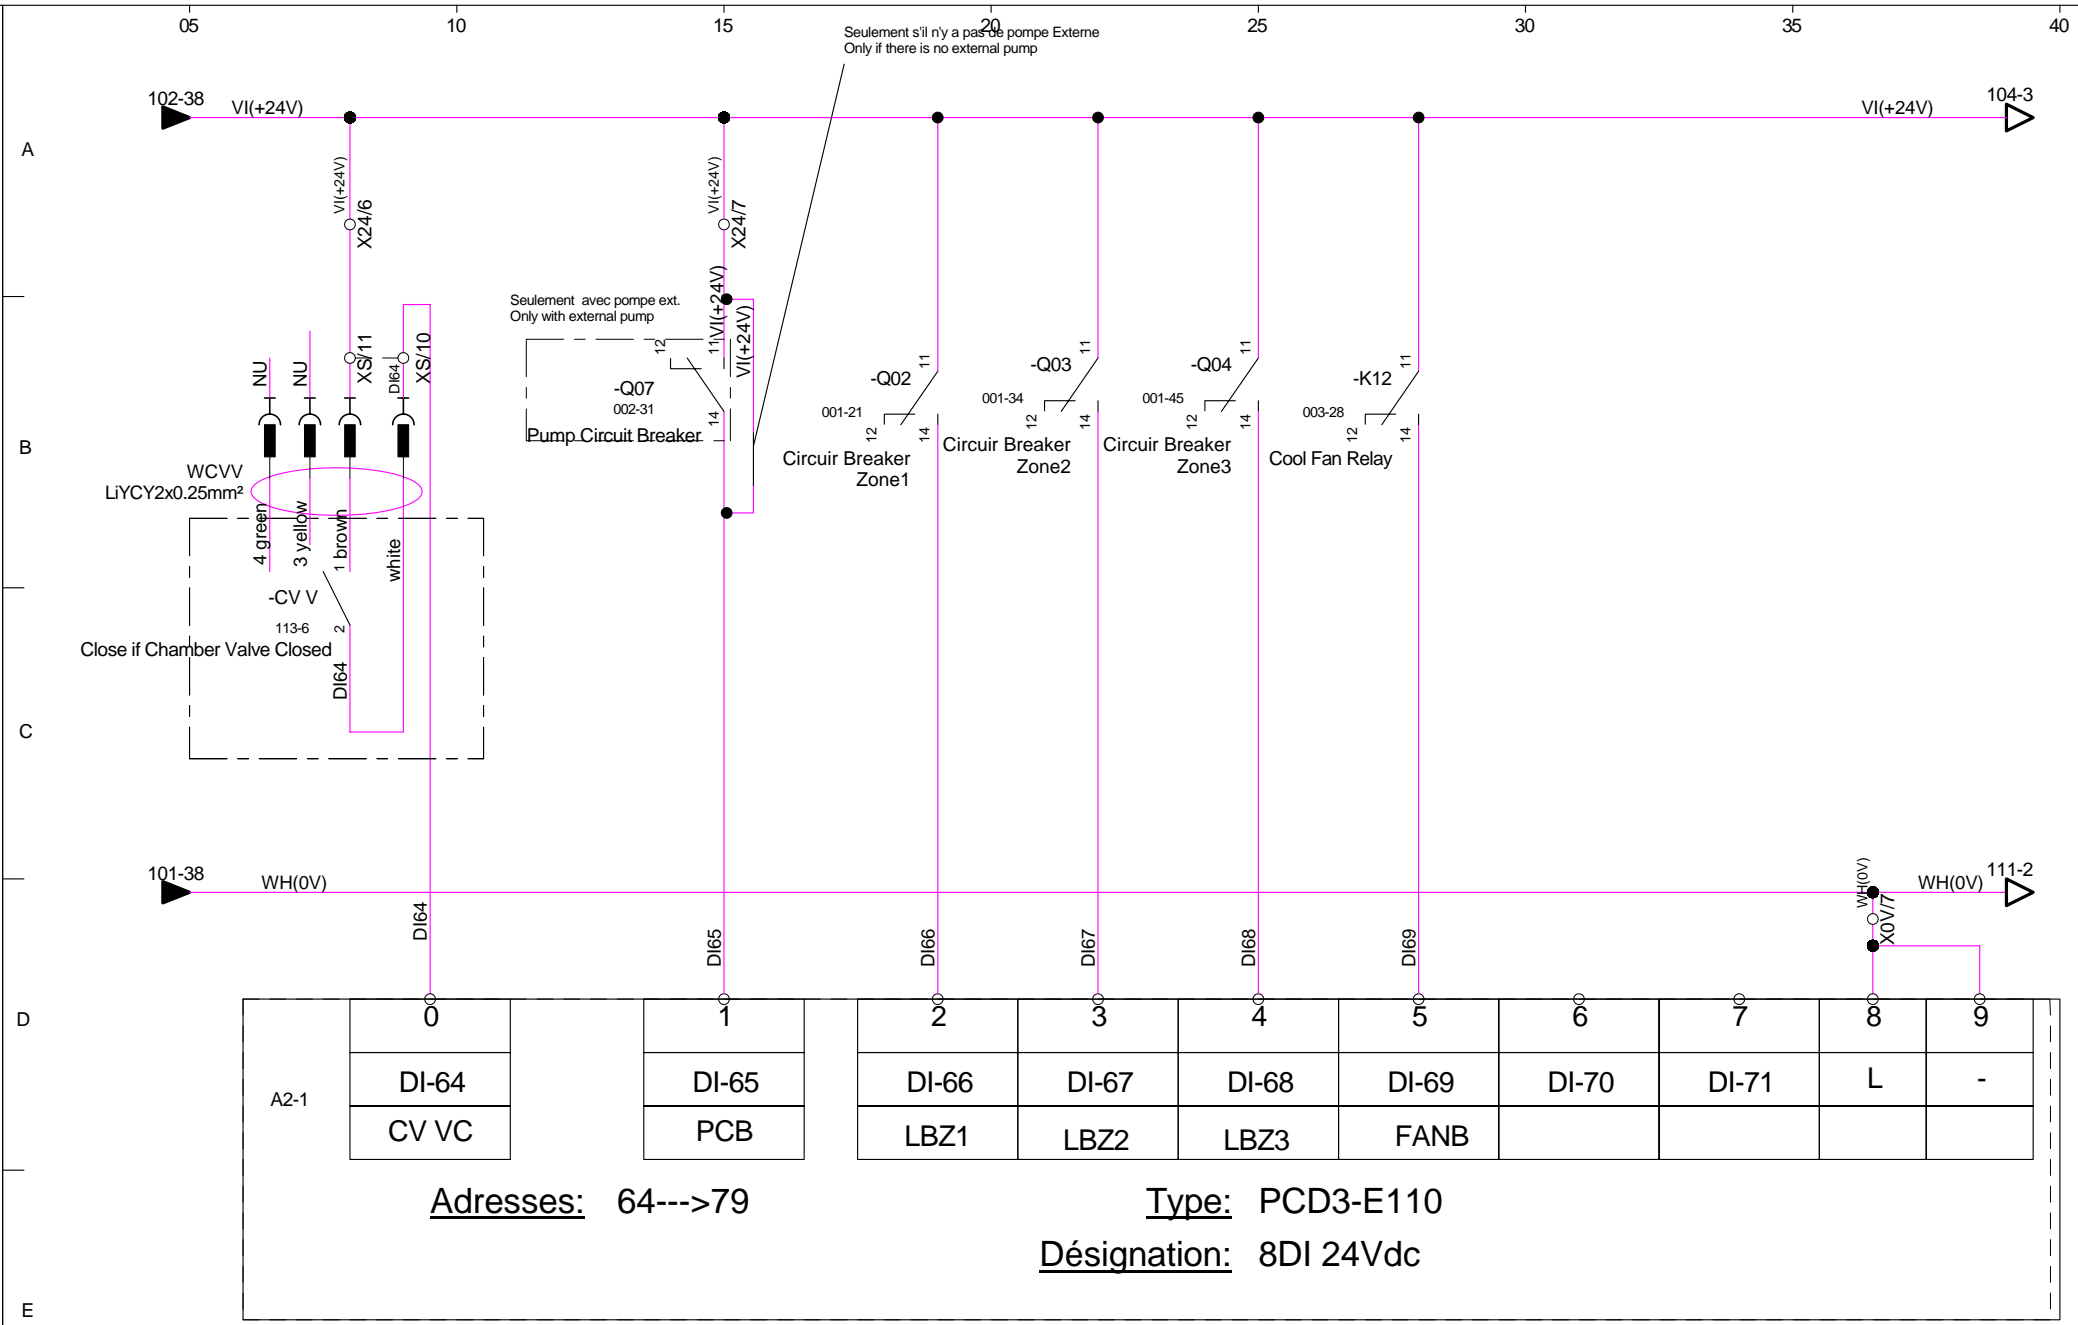 05
10
15
20
25
30
35
40
Seulement s'il n'y a pas de pompe Externe
Only if there is no external pump
102-38
VI(+24V)
VI(+24V)
104-3
A
VI(+24V)
X24/6
VI(+24V)
X24/7
Seulement avec pompe ext.
Only with external pump
VI(+24V)
VI(+24V)
NU
NU
XS/11
DI64
XS/10
12
11
-Q07
002-31
14
Pump Circuit Breaker
11
-Q02
001-21
12
14
Circuir Breaker
Zone1
11
-Q03
001-34
12
14
Circuir Breaker
Zone2
11
-Q04
001-45
12
14
Circuir Breaker
Zone3
11
-K12
003-28
12
14
Cool Fan Relay
B
WCVV
LiYCY2x0.25mm²
4 green
3 yellow
1 brown
white
-CV V
113-6
2
Close if Chamber Valve Closed
DI64
C
101-38
WH(0V)
WH(0V)
WH(0V)
111-2
X0V/7
DI64
DI65
DI66
DI67
DI68
DI69
D
0
1
2
3
4
5
6
7
8
9
A2-1
DI-64
DI-65
DI-66
DI-67
DI-68
DI-69
DI-70
DI-71
L
-
CV VC
PCB
LBZ1
LBZ2
LBZ3
FANB
Adresses: 64--->79
Type: PCD3-E110
Désignation: 8DI 24Vdc
E